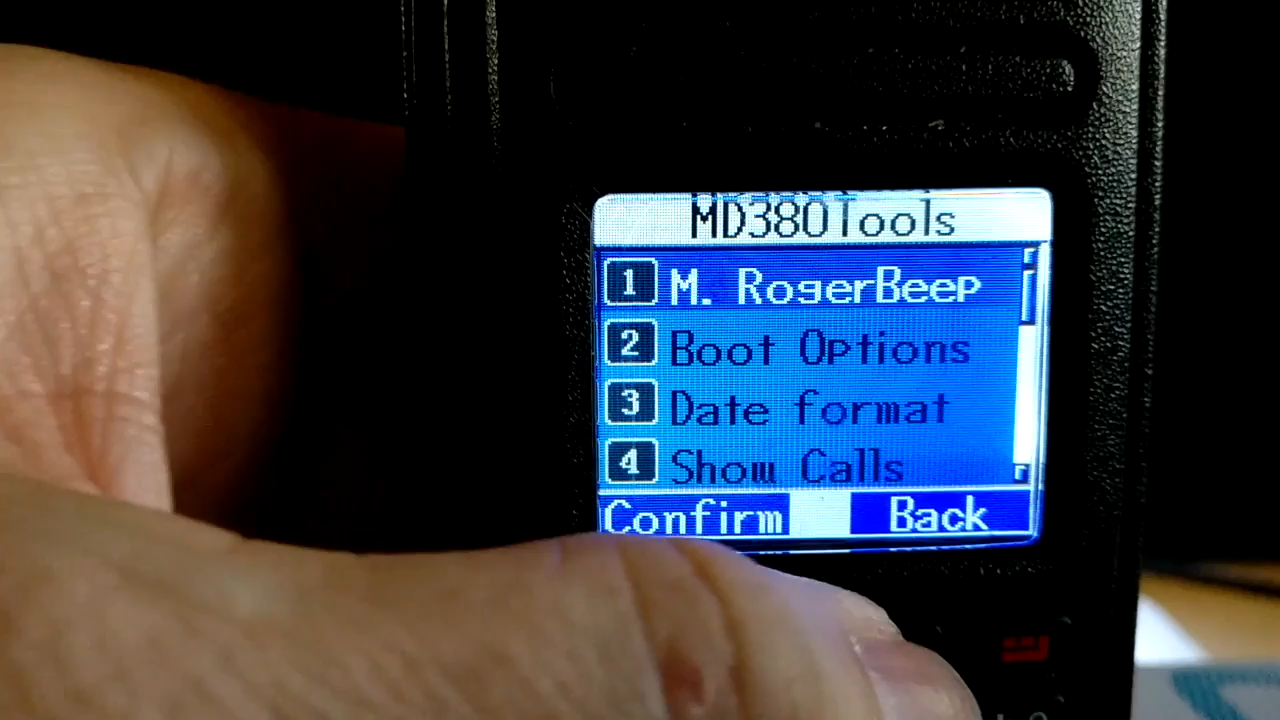 MD380Tools
1 M. RogerBeep
2 Boot Options
3 Date format
4 Show Calls
Confirm Back